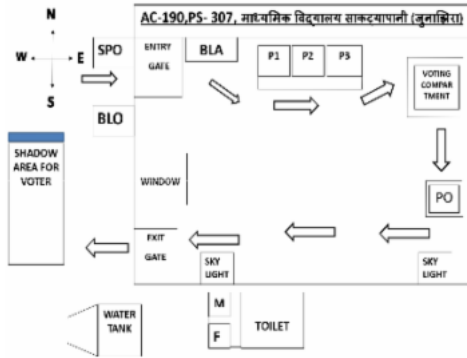 AC-190,PS- 307, माध्यमिक विद्यालय साकट्यापानी (जुनाझिरा)
N
W E
S
SPO
ENTRY
GATE
BLA
P1 P2 P3
VOTING
COMPAR
TMENT
BLO
SHADOW
AREA FOR
VOTER
WINDOW
PO
EXIT
GATE
SKY
LIGHT
SKY
LIGHT
WATER
TANK
M
F
TOILET